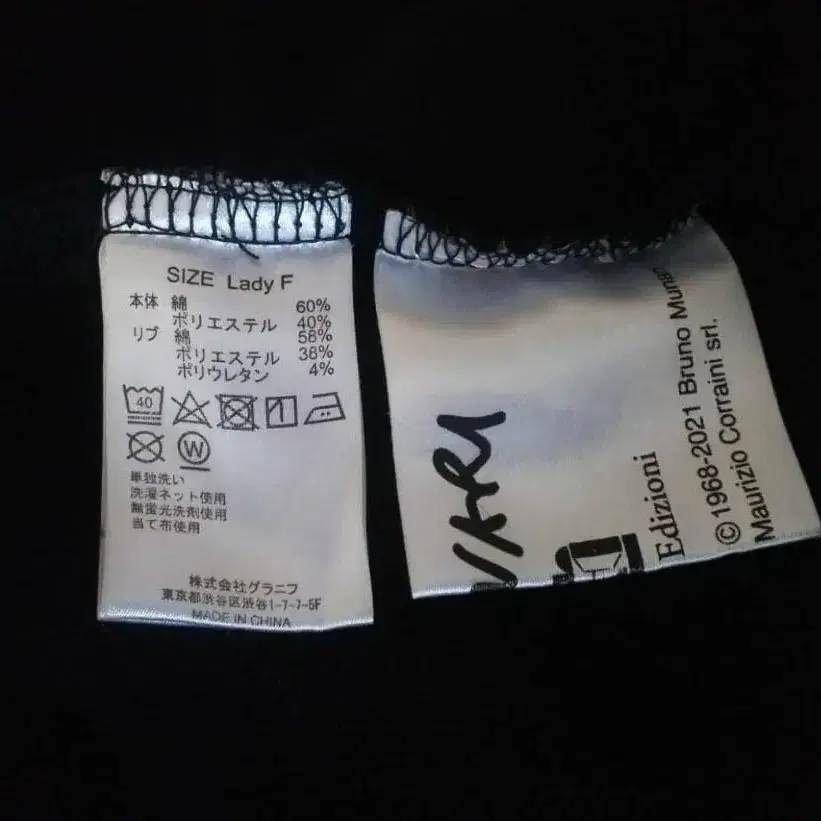 SIZE Lady F
本体 綿 60%
ポリエステル 40%
リブ 綿 58%
ポリエステル 38%
ポリウレタン 4%
40
W
単独洗い
洗濯ネット使用
無蛍光洗剤使用
当て布使用
株式会社グラニフ
東京都渋谷区渋谷1-7-7-5F
MADE IN CHINA
VARI
Edizioni
© 1968-2021 Bruno Munari
Maurizio Corraini srl.